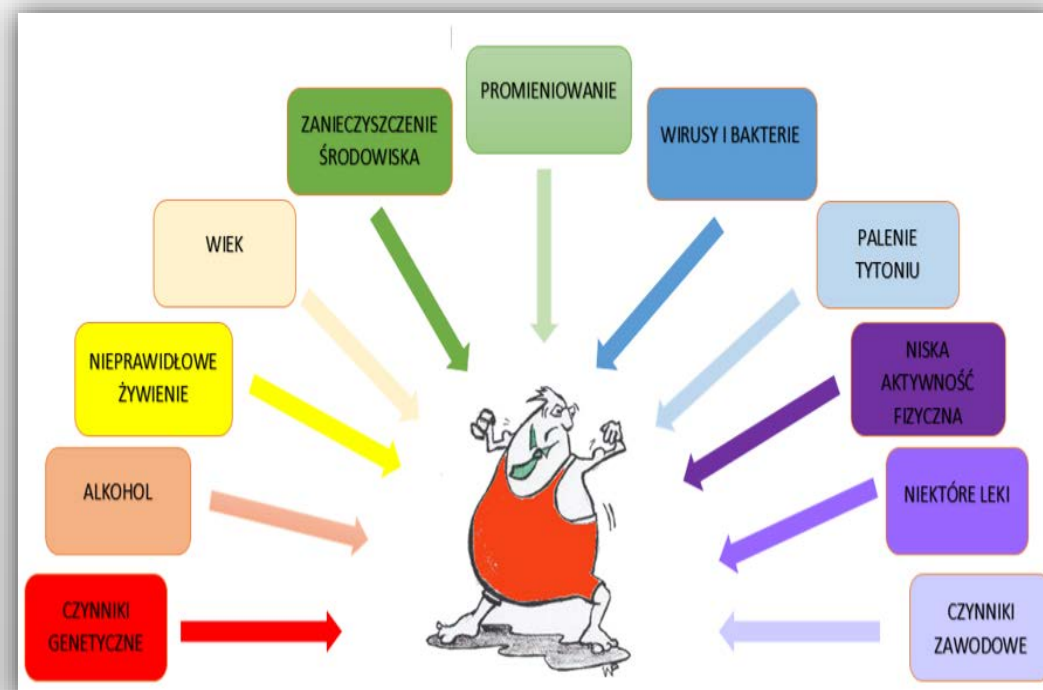 PROMIENIOWANIE
ZANIECZYSZCZENIE
ŚRODOWISKA
WIRUSY I BAKTERIE
WIEK
PALENIE
TYTONIU
NIEPRAWIDŁOWE
ŻYWIENIE
NISKA
AKTYWNOŚĆ
FIZYCZNA
ALKOHOL
NIEKTÓRE LEKI
CZYNNIKI
GENETYCZNE
CZYNNIKI
ZAWODOWE